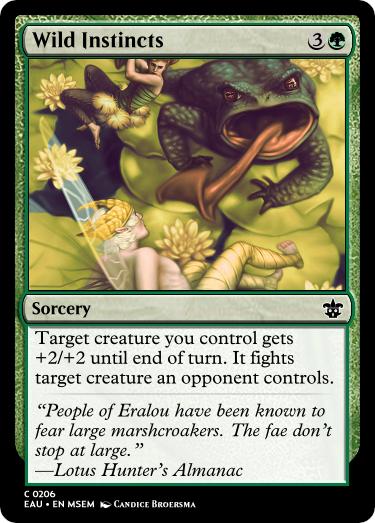 Wild Instincts 3
Sorcery
Target creature you control gets
+2/+2 until end of turn. It fights
target creature an opponent controls.
“People of Eralou have been known to
fear large marshcroakers. The fae don’t
stop at large.”
—Lotus Hunter’s Almanac
C 0206
EAU • EN MSEM Candice Broersma